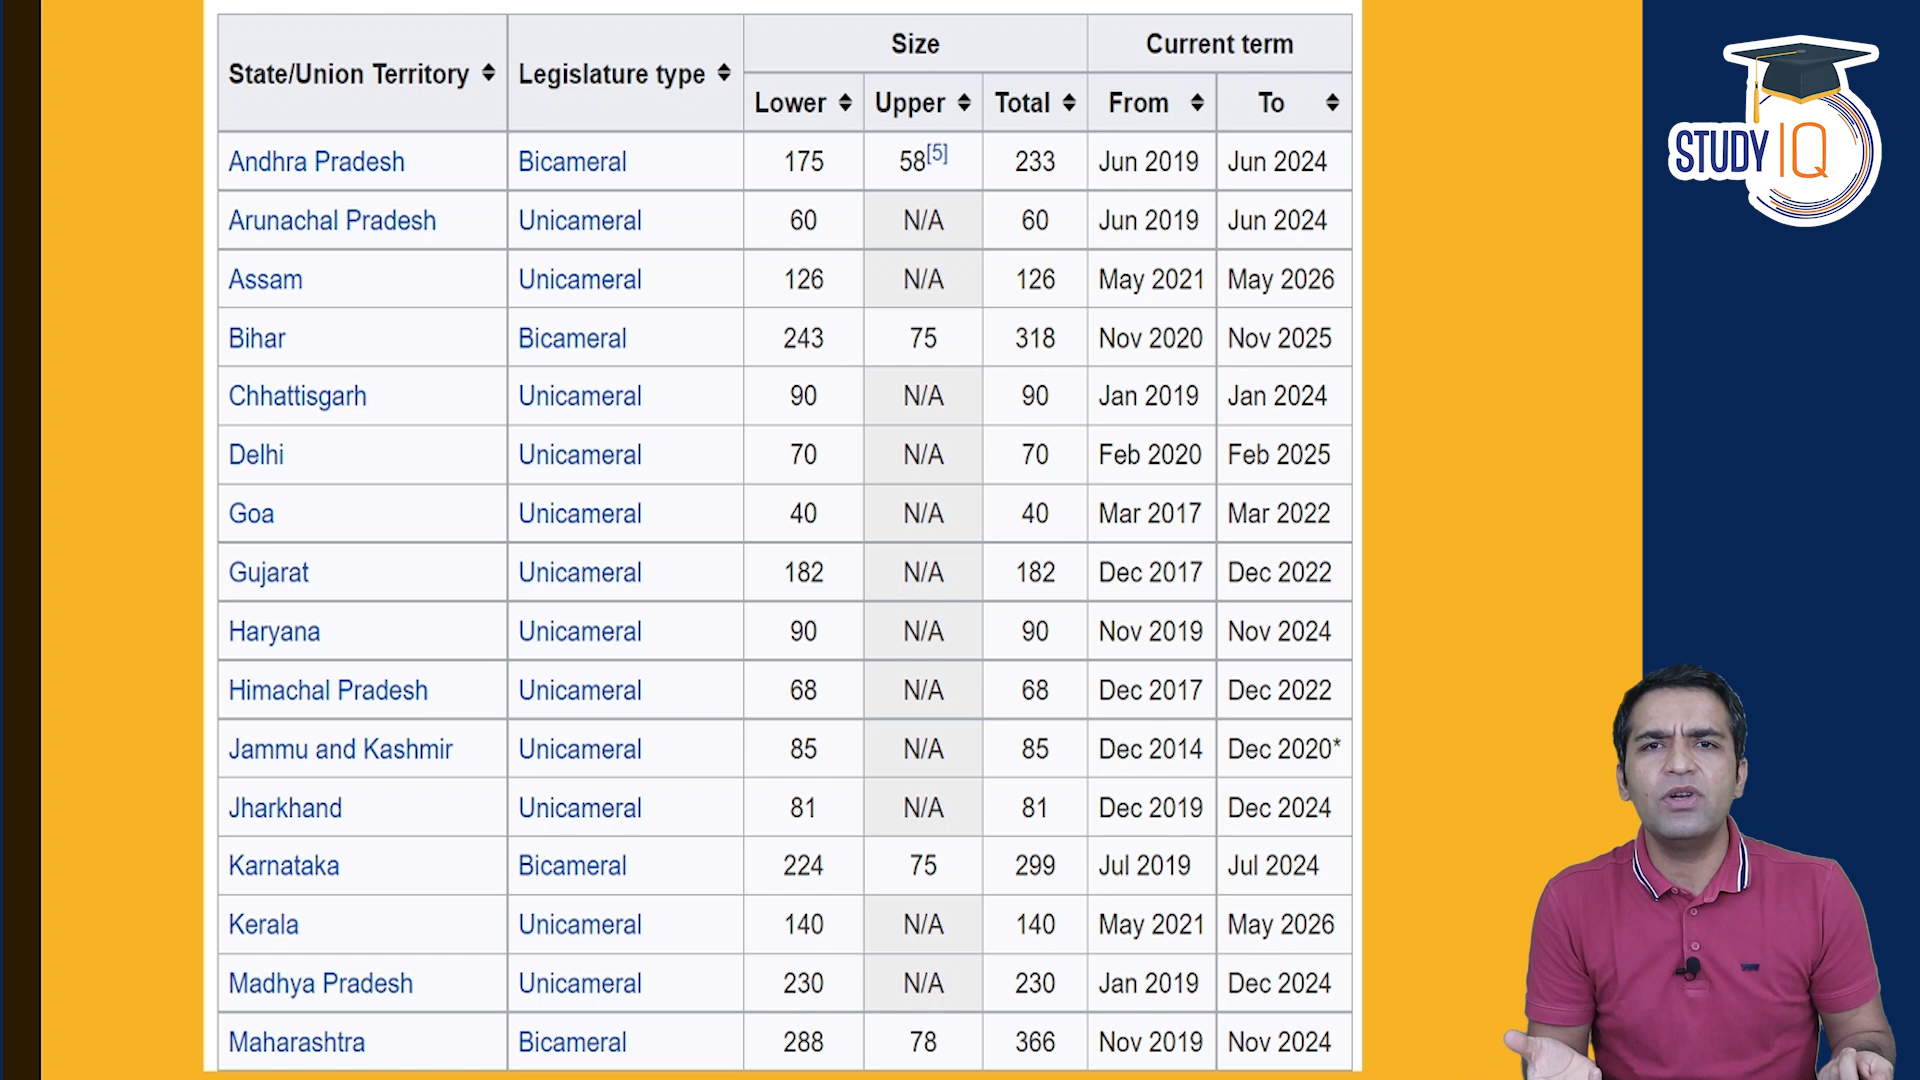 State/Union Territory Legislature type Size Current term
Lower Upper Total From To
Andhra Pradesh Bicameral 175 58[5] 233 Jun 2019 Jun 2024
Arunachal Pradesh Unicameral 60 N/A 60 Jun 2019 Jun 2024
Assam Unicameral 126 N/A 126 May 2021 May 2026
Bihar Bicameral 243 75 318 Nov 2020 Nov 2025
Chhattisgarh Unicameral 90 N/A 90 Jan 2019 Jan 2024
Delhi Unicameral 70 N/A 70 Feb 2020 Feb 2025
Goa Unicameral 40 N/A 40 Mar 2017 Mar 2022
Gujarat Unicameral 182 N/A 182 Dec 2017 Dec 2022
Haryana Unicameral 90 N/A 90 Nov 2019 Nov 2024
Himachal Pradesh Unicameral 68 N/A 68 Dec 2017 Dec 2022
Jammu and Kashmir Unicameral 85 N/A 85 Dec 2014 Dec 2020*
Jharkhand Unicameral 81 N/A 81 Dec 2019 Dec 2024
Karnataka Bicameral 224 75 299 Jul 2019 Jul 2024
Kerala Unicameral 140 N/A 140 May 2021 May 2026
Madhya Pradesh Unicameral 230 N/A 230 Jan 2019 Dec 2024
Maharashtra Bicameral 288 78 366 Nov 2019 Nov 2024
STUDY IQ